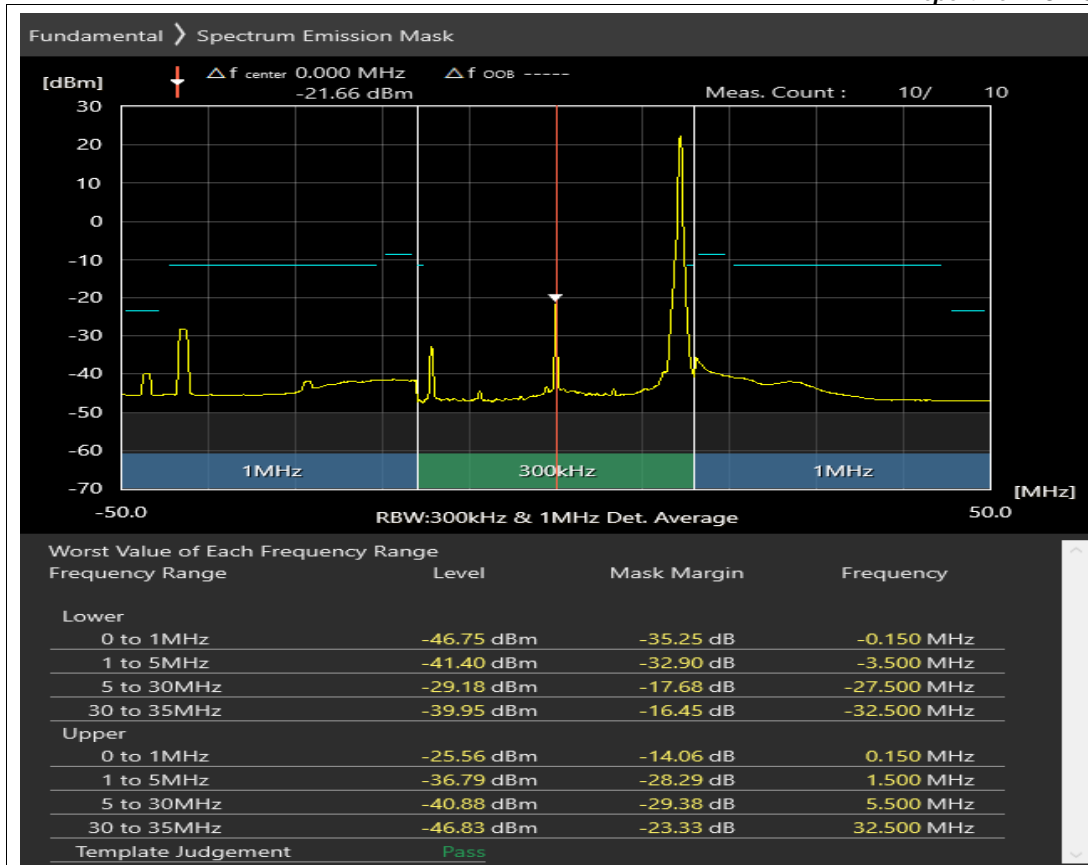 Fundamental ❯ Spectrum Emission Mask
△ f center 0.000 MHz △ f OOB -----
[dBm] -21.66 dBm Meas. Count : 10/ 10
30
20
10
0
-10
-20
-30
-40
-50
-60
1MHz 300kHz 1MHz
-70
[MHz]
-50.0 RBW:300kHz & 1MHz Det. Average 50.0
Worst Value of Each Frequency Range
Frequency Range Level Mask Margin Frequency
Lower
0 to 1MHz -46.75 dBm -35.25 dB -0.150 MHz
1 to 5MHz -41.40 dBm -32.90 dB -3.500 MHz
5 to 30MHz -29.18 dBm -17.68 dB -27.500 MHz
30 to 35MHz -39.95 dBm -16.45 dB -32.500 MHz
Upper
0 to 1MHz -25.56 dBm -14.06 dB 0.150 MHz
1 to 5MHz -36.79 dBm -28.29 dB 1.500 MHz
5 to 30MHz -40.88 dBm -29.38 dB 5.500 MHz
30 to 35MHz -46.83 dBm -23.33 dB 32.500 MHz
Template Judgement Pass